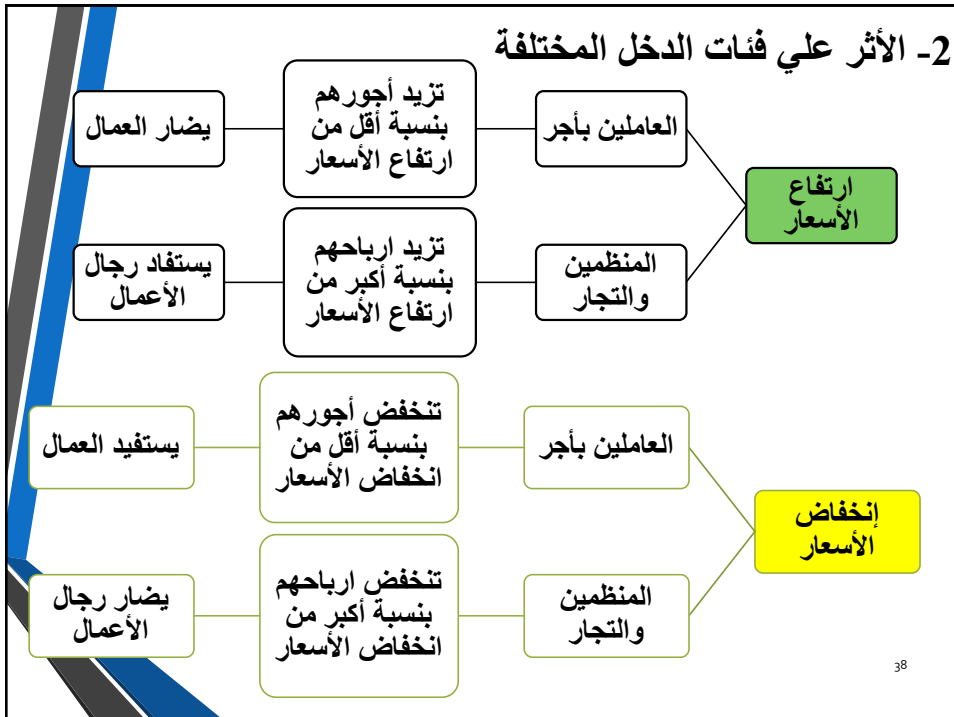 2- الأثر علي فئات الدخل المختلفة
ارتفاع
الأسعار
العاملين بأجر
تزيد أجورهم
بنسبة أقل من
ارتفاع الأسعار
يضار العمال
المنظمين
والتجار
تزيد ارباحهم
بنسبة أكبر من
ارتفاع الأسعار
يستفاد رجال
الأعمال
إنخفاض
الأسعار
العاملين بأجر
تنخفض أجورهم
بنسبة أقل من
انخفاض الأسعار
يستفيد العمال
المنظمين
والتجار
تنخفض ارباحهم
بنسبة أكبر من
انخفاض الأسعار
يضار رجال
الأعمال
38